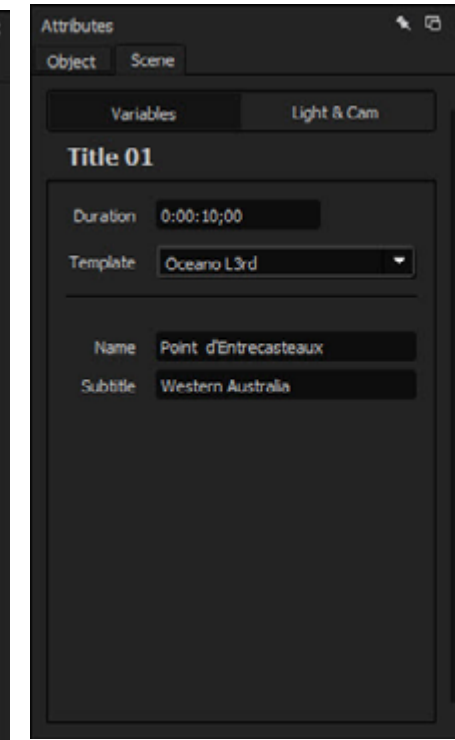 Attributes
Object Scene
Variables Light & Cam
Title 01
Duration 0:00:10;00
Template Oceano L3rd
Name Point d'Entrecasteaux
Subtitle Western Australia